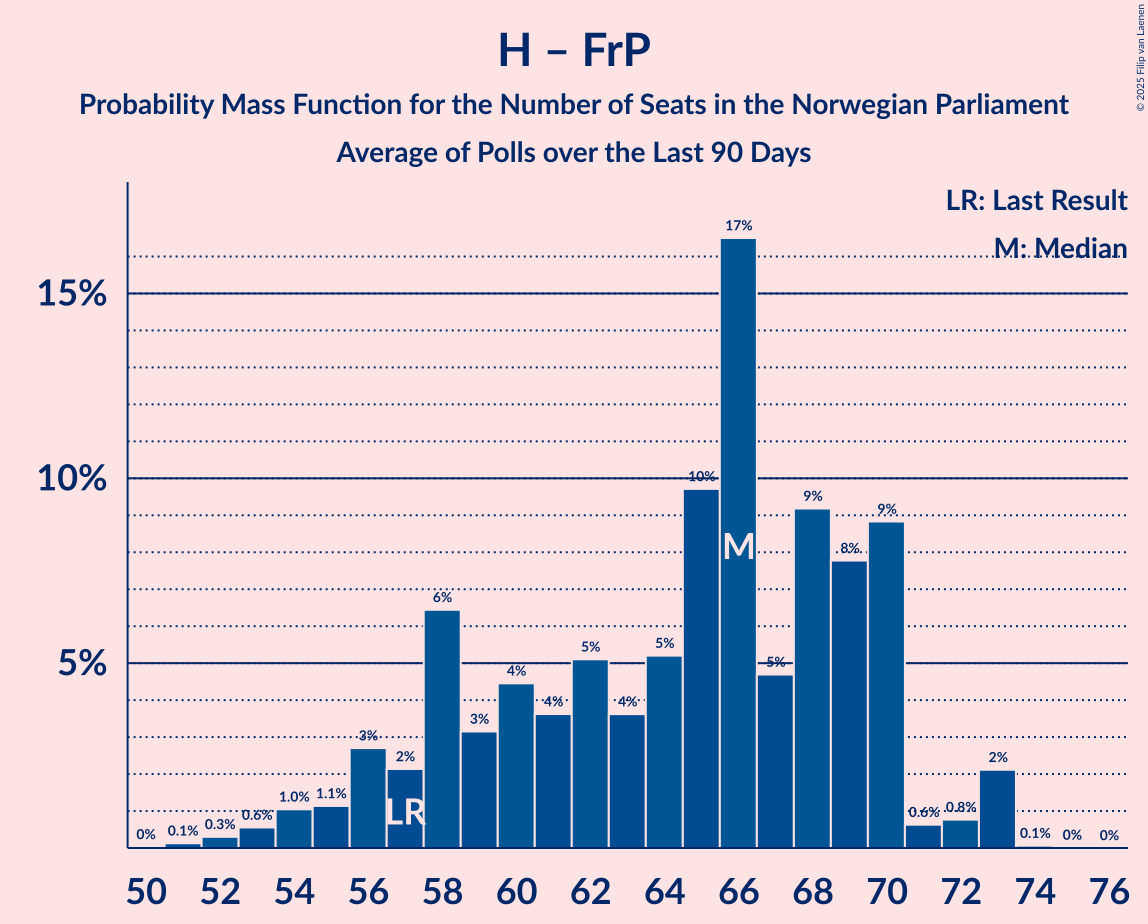 H – FrP
Probability Mass Function for the Number of Seats in the Norwegian Parliament
Average of Polls over the Last 90 Days
© 2025 Filip van Laenen
LR: Last Result
M: Median
15%
10%
5%
0% 0.1% 0.3% 0.6% 1.0% 1.1% 3% 2% 6% 3% 4% 4% 5% 4% 5% 10% 17% 5% 9% 8% 9% 0.6% 0.8% 2% 0.1% 0% 0%
LR
M
50 52 54 56 58 60 62 64 66 68 70 72 74 76